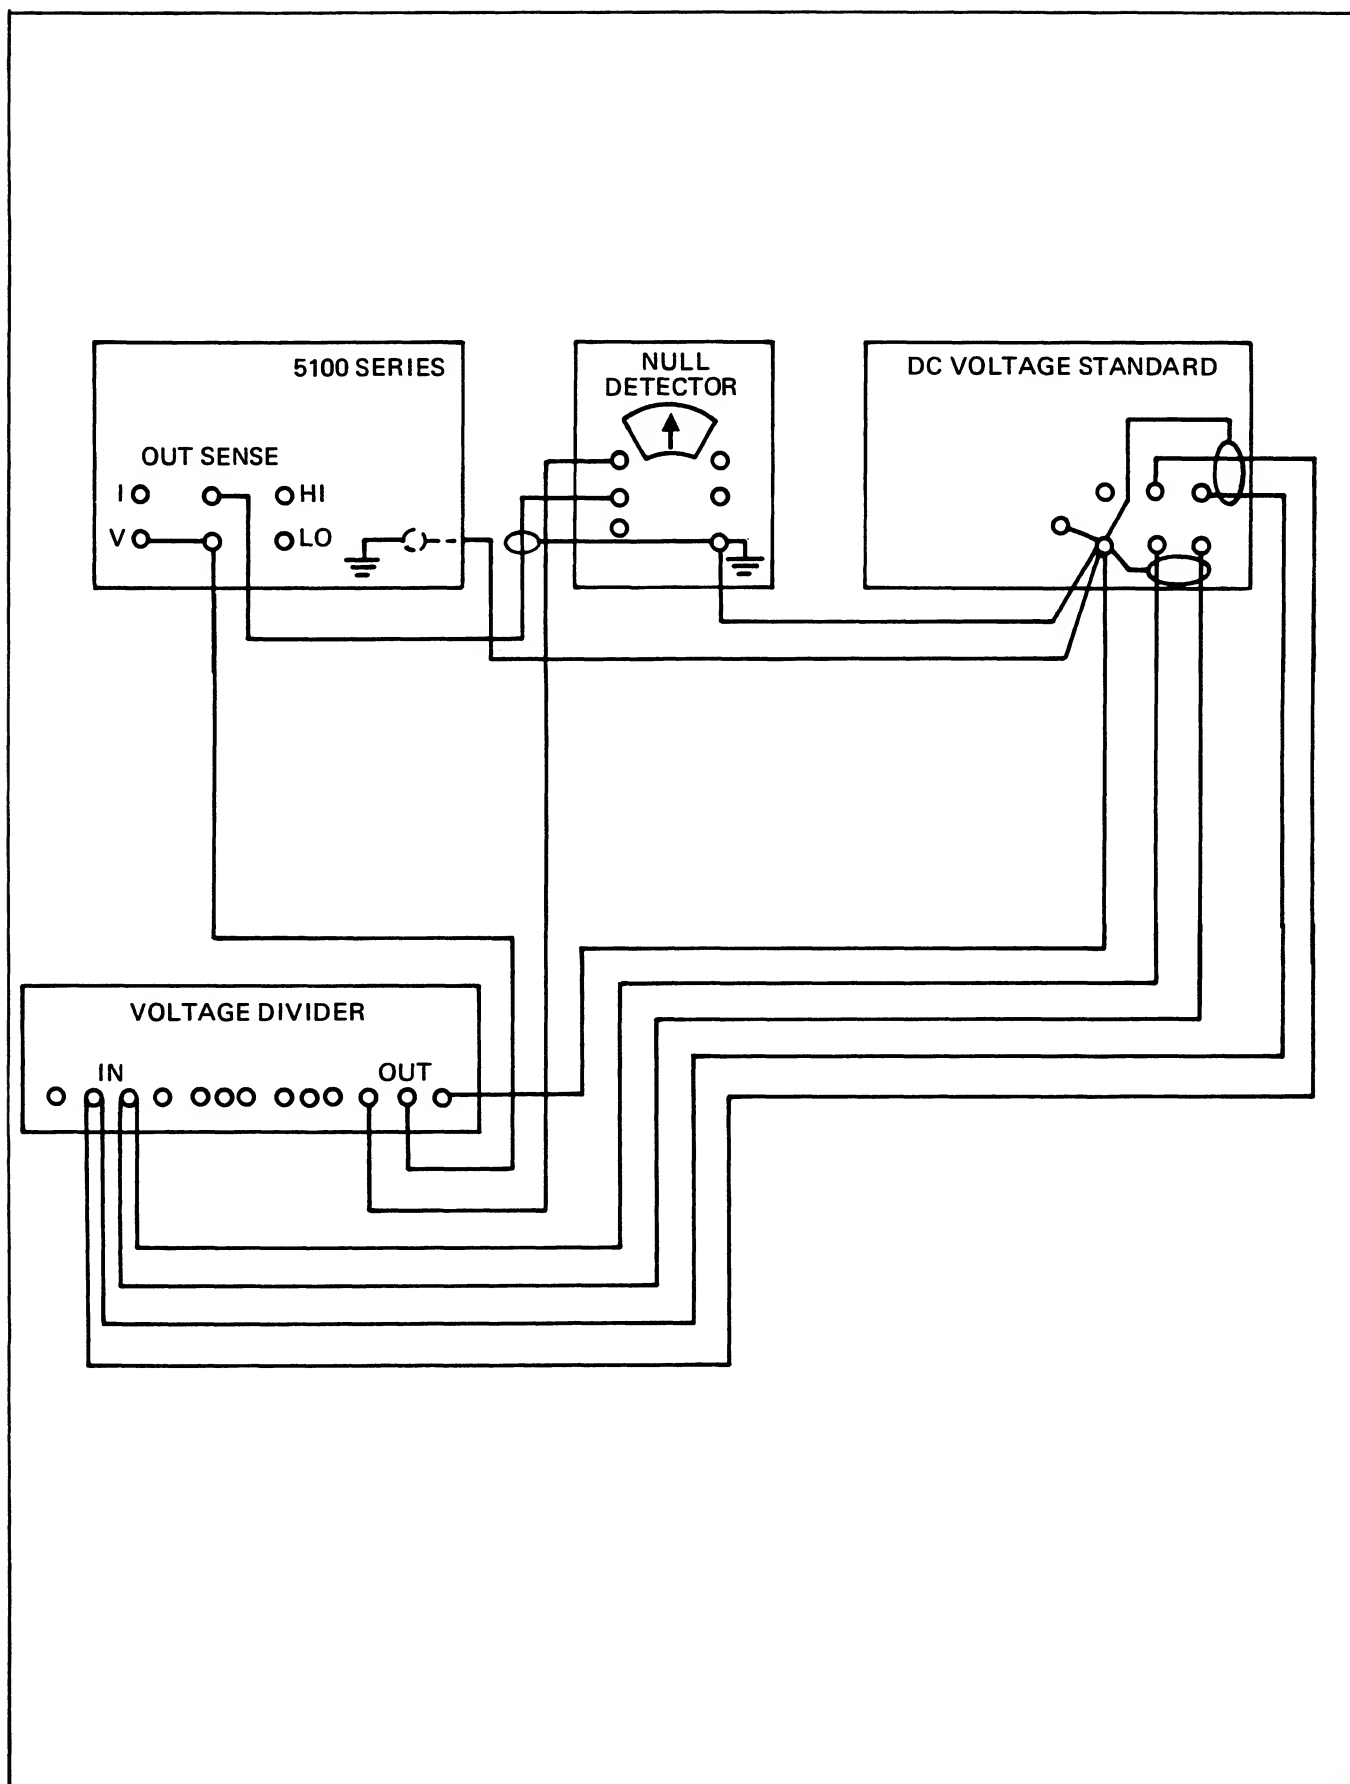 5100 SERIES
NULL
DETECTOR
DC VOLTAGE STANDARD
OUT SENSE
I
HI
V
LO
VOLTAGE DIVIDER
IN
OUT